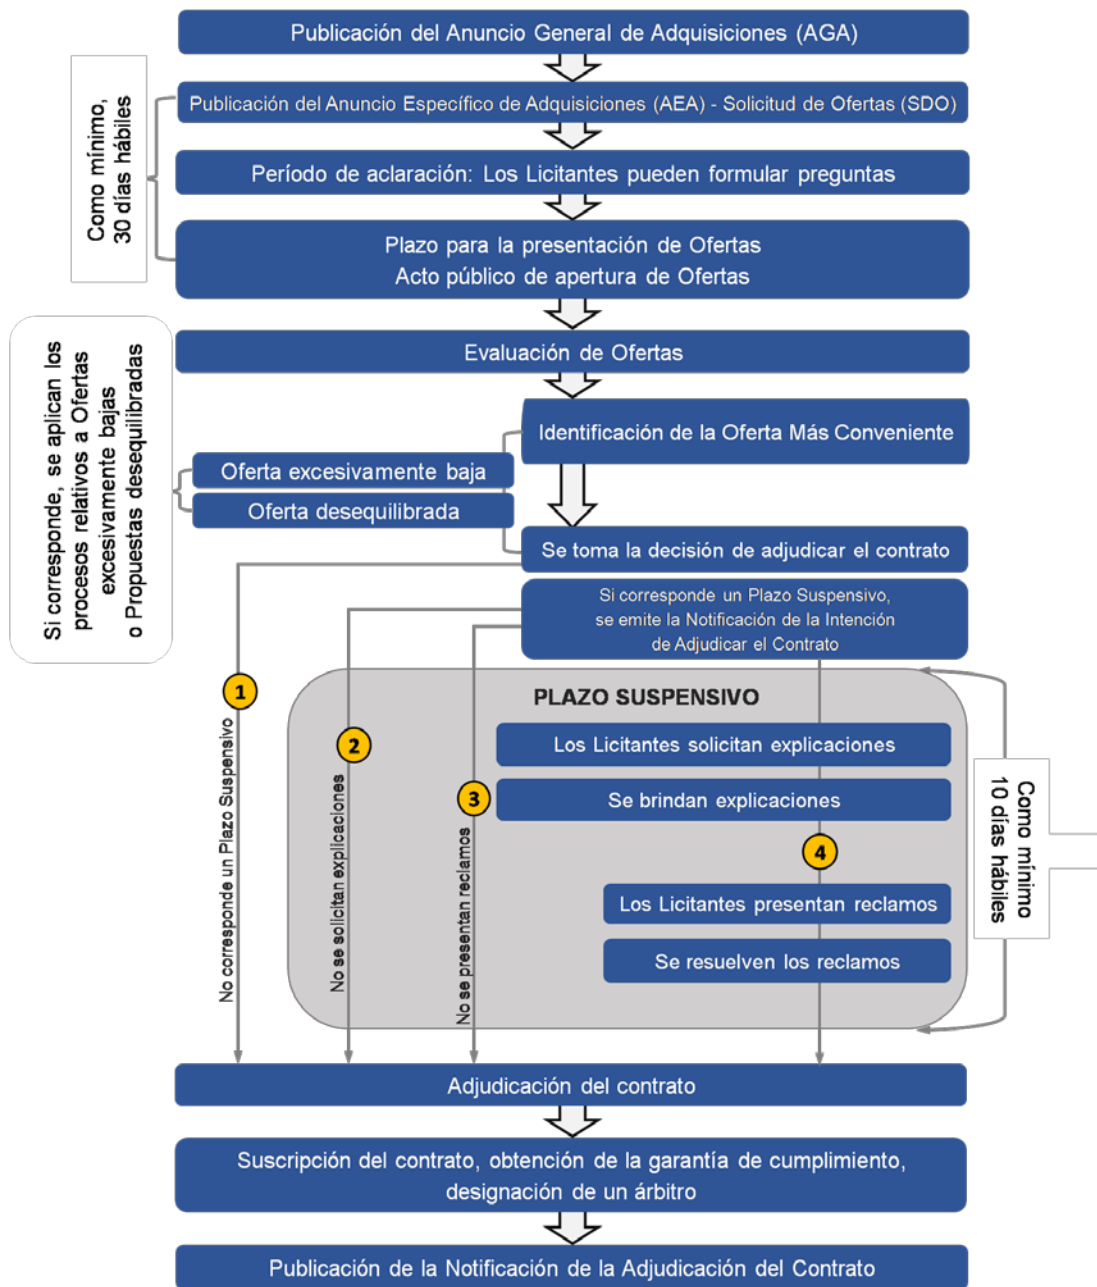 Publicación del Anuncio General de Adquisiciones (AGA)
Como mínimo,
30 días hábiles
Publicación del Anuncio Específico de Adquisiciones (AEA) - Solicitud de Ofertas (SDO)
Período de aclaración: Los Licitantes pueden formular preguntas
Plazo para la presentación de Ofertas
Acto público de apertura de Ofertas
Evaluación de Ofertas
Si corresponde, se aplican los
procesos relativos a Ofertas
excesivamente bajas
o Propuestas desequilibradas
Identificación de la Oferta Más Conveniente
Oferta excesivamente baja
Oferta desequilibrada
Se toma la decisión de adjudicar el contrato
Si corresponde un Plazo Suspensivo,
se emite la Notificación de la Intención
de Adjudicar el Contrato
PLAZO SUSPENSIVO
1
No corresponde un Plazo Suspensivo
2
No se solicitan explicaciones
3
No se presentan reclamos
Los Licitantes solicitan explicaciones
Se brindan explicaciones
4
Los Licitantes presentan reclamos
Se resuelven los reclamos
Como mínimo
10 días hábiles
Adjudicación del contrato
Suscripción del contrato, obtención de la garantía de cumplimiento,
designación de un árbitro
Publicación de la Notificación de la Adjudicación del Contrato